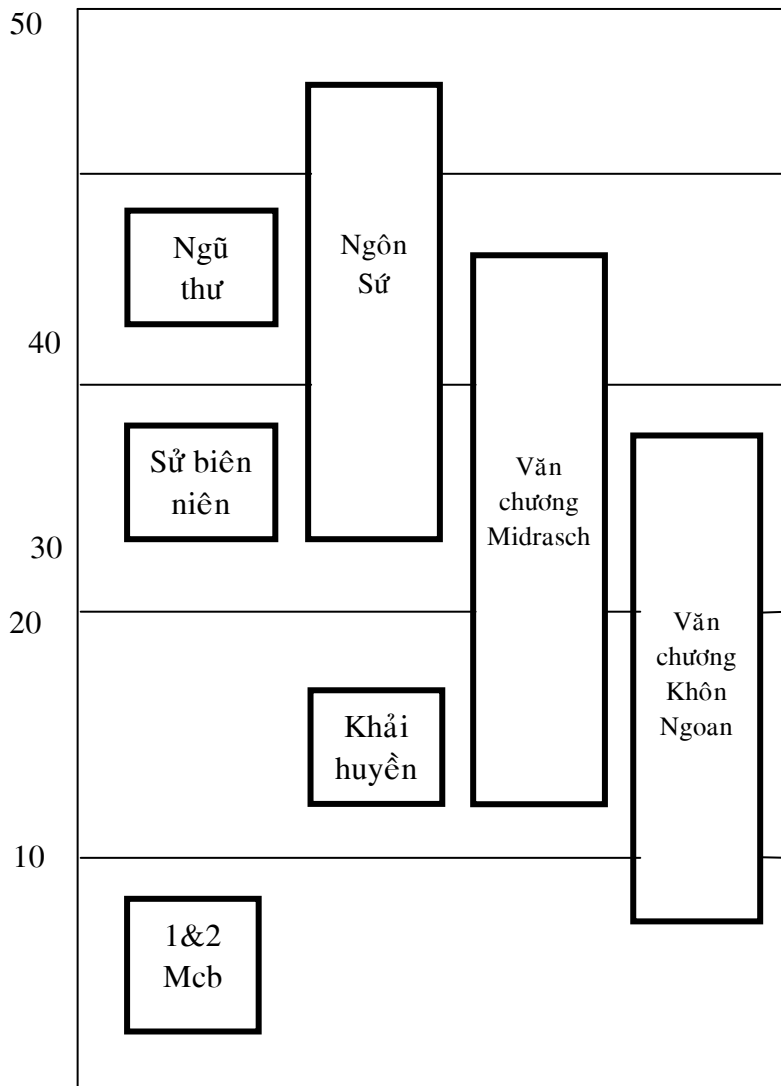 50
Ngũ
thư
Ngôn
Sứ
40
Sử biên
niên
Văn
chương
Midrasch
30
20
Văn
chương
Khôn
Ngoan
Khải
huyền
10
1&2
Mcb